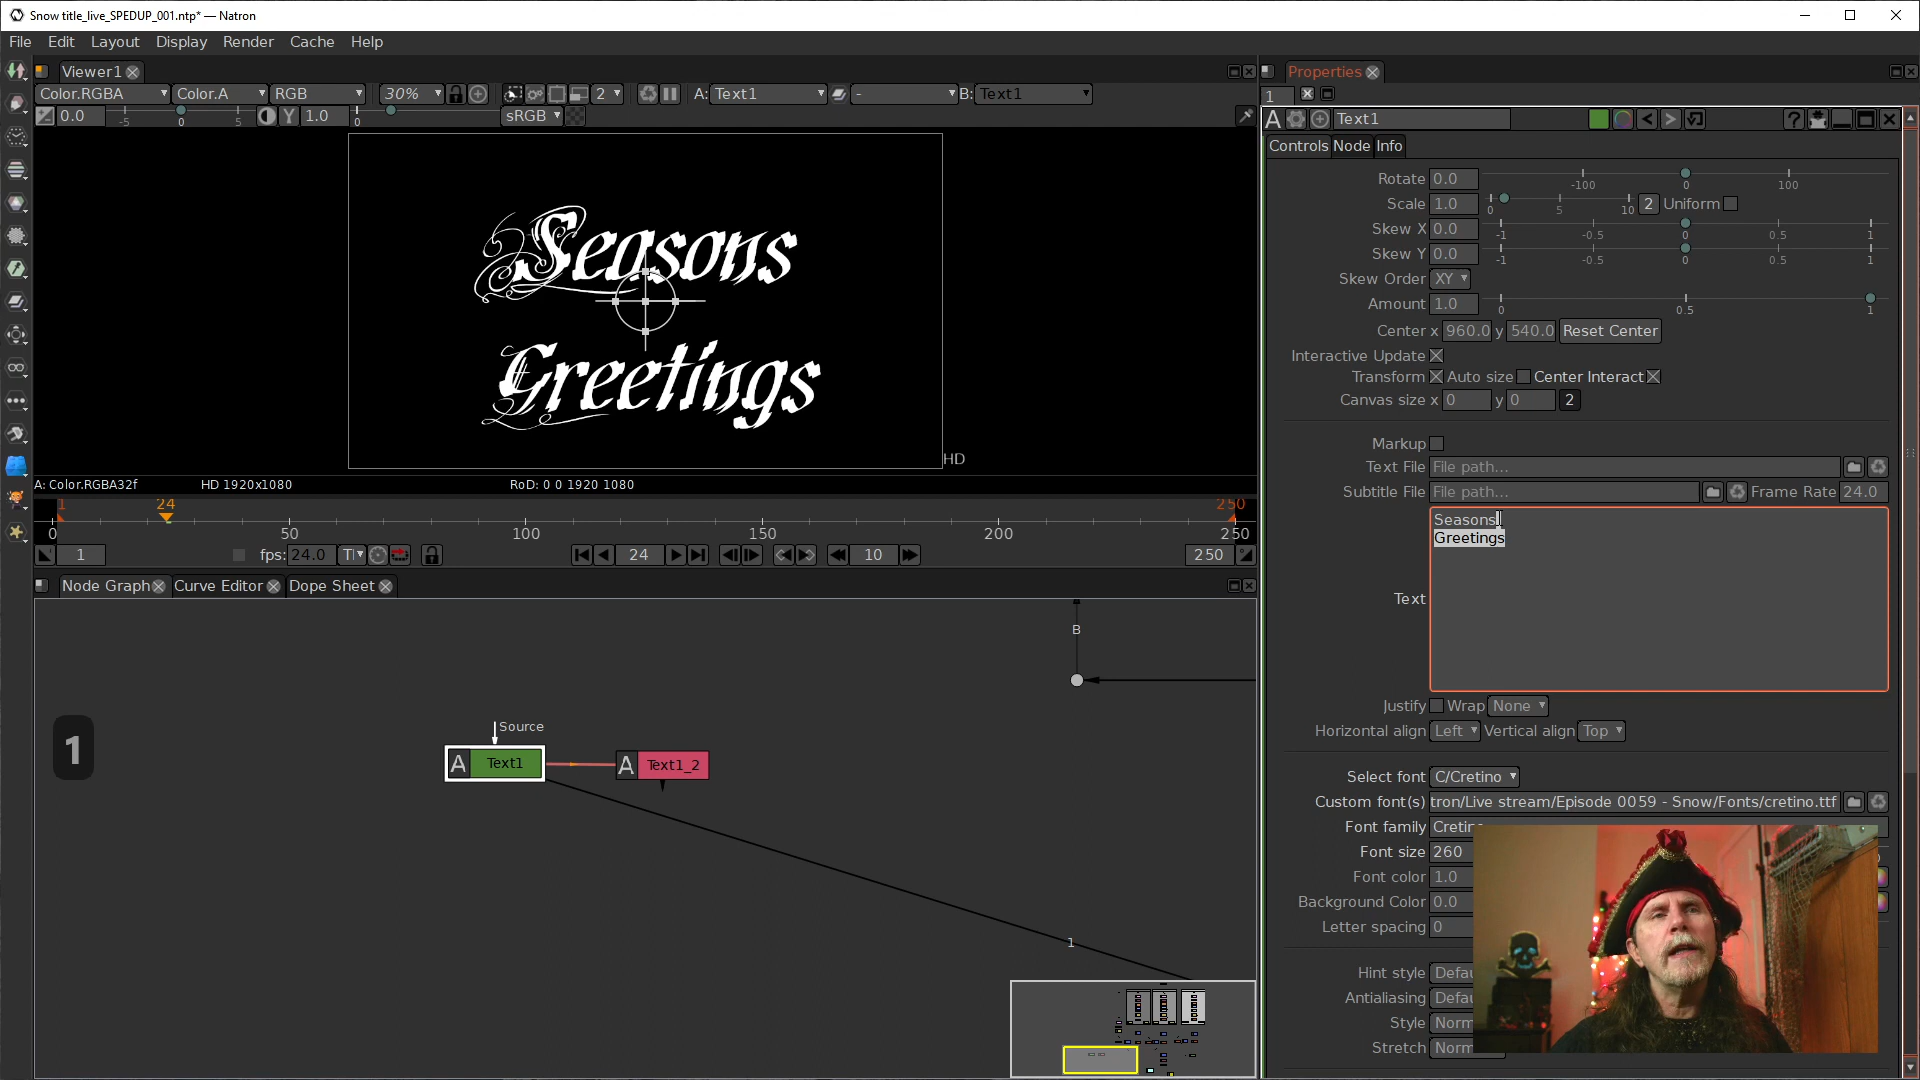 Snow title_live_SPEDUP_001.ntp* — Natron
File Edit Layout Display Render Cache Help
Viewer1
Color.RGBA Color.A RGB 30% 2 A: Text1 - B: Text1
0.0 -5 0 5 Y 1.0 0 sRGB
Seasons
Greetings
HD
A: Color.RGBA32f HD 1920x1080 RoD: 0 0 1920 1080
1 24 250
0 50 100 150 200 250
1 fps: 24.0 24 10 250
Node Graph Curve Editor Dope Sheet
B
Source
A Text1
A Text1_2
1
1
Properties
1
A Text1
Controls Node Info
Rotate 0.0 -100 0 100
Scale 1.0 0 5 10 2 Uniform
Skew X 0.0 -1 -0.5 0 0.5 1
Skew Y 0.0 -1 -0.5 0 0.5 1
Skew Order XY
Amount 1.0 0 0.5 1
Center x 960.0 y 540.0 Reset Center
Interactive Update
Transform Auto size Center Interact
Canvas size x 0 y 0 2
Markup
Text File File path...
Subtitle File File path... Frame Rate 24.0
Seasons
Greetings
Text
Justify Wrap None
Horizontal align Left Vertical align Top
Select font C/Cretino
Custom font(s) tron/Live stream/Episode 0059 - Snow/Fonts/cretino.ttf
Font family
Font size 260
Font color 1.0
Background Color 0.0
Letter spacing 0
Hint style
Antialiasing
Style
Stretch